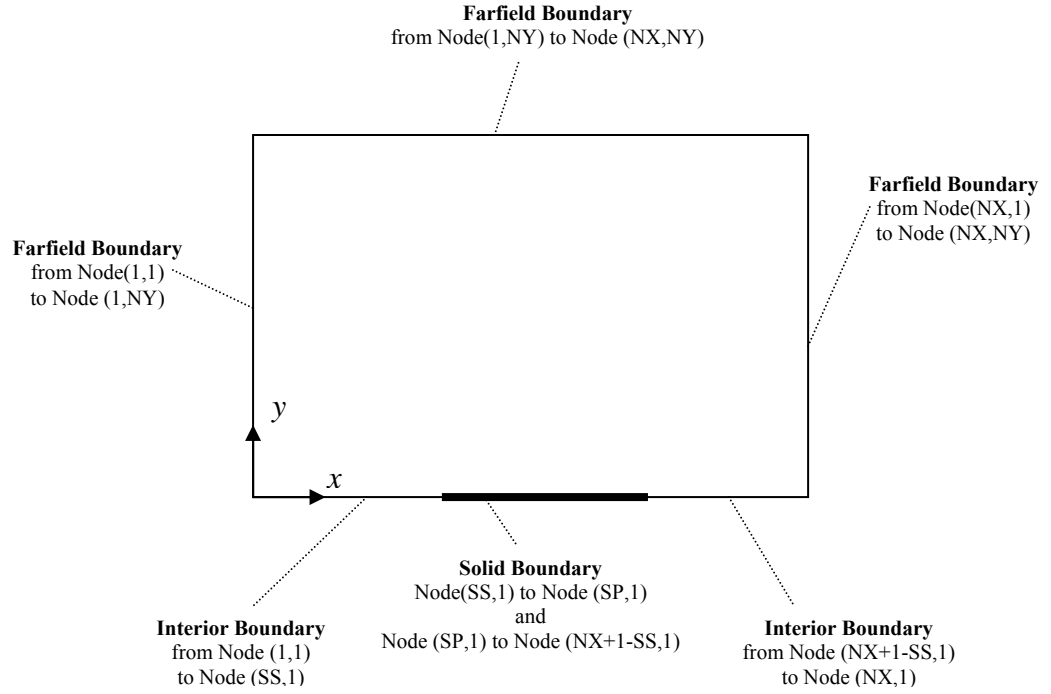 Farfield Boundary
from Node(1,NY) to Node (NX,NY)
Farfield Boundary
from Node(NX,1)
to Node (NX,NY)
Farfield Boundary
from Node(1,1)
to Node (1,NY)
y
x
Solid Boundary
Node(SS,1) to Node (SP,1)
and
Node (SP,1) to Node (NX+1-SS,1)
Interior Boundary
from Node (1,1)
to Node (SS,1)
Interior Boundary
from Node (NX+1-SS,1)
to Node (NX,1)